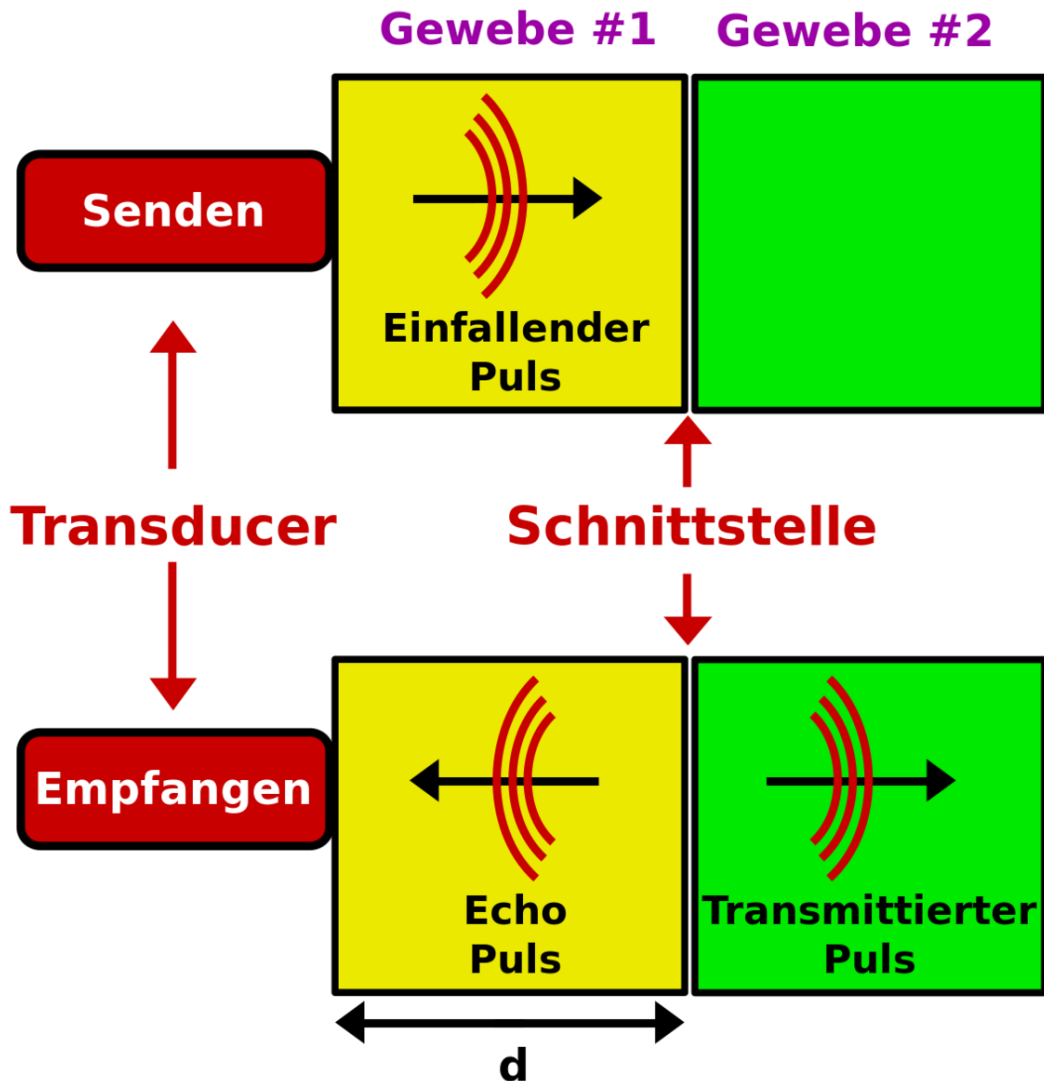 Gewebe #1
Gewebe #2
Senden
Einfallender
Puls
Transducer
Schnittstelle
Empfangen
Echo
Puls
Transmittierter
Puls
d